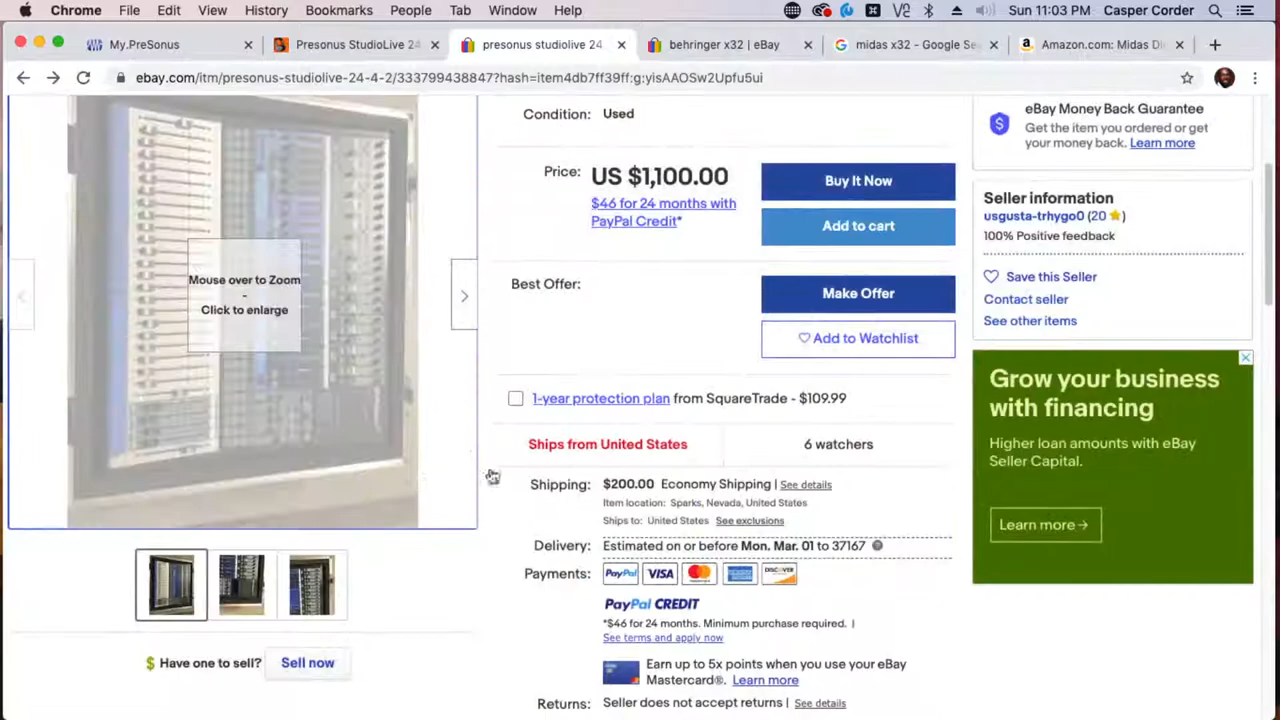 Chrome File Edit View History Bookmarks People Tab Window Help V2 Sun 11:03 PM Casper Corder
My.PreSonus Presonus StudioLive 24 presonus studiolive 24 behringer x32 | eBay midas x32 - Google Se Amazon.com: Midas DI
ebay.com/itm/presonus-studiolive-24-4-2/333799438847?hash=item4db7ff39ff:g:yisAAOSw2Upfu5ui
Condition: Used
Price: US $1,100.00
$46 for 24 months with
PayPal Credit*
Buy It Now
Add to cart
Best Offer:
Make Offer
Add to Watchlist
1-year protection plan from SquareTrade - $109.99
Ships from United States 6 watchers
Shipping: $200.00 Economy Shipping | See details
Item location: Sparks, Nevada, United States
Ships to: United States See exclusions
Delivery: Estimated on or before Mon. Mar. 01 to 37167
Payments: PayPal VISA MasterCard AMERICAN EXPRESS DISCOVER
PayPal CREDIT
*$46 for 24 months. Minimum purchase required. |
See terms and apply now
Earn up to 5x points when you use your eBay
Mastercard®. Learn more
Returns: Seller does not accept returns | See details
Mouse over to Zoom
-
Click to enlarge
$ Have one to sell? Sell now
eBay Money Back Guarantee
Get the item you ordered or get
your money back. Learn more
Seller information
usgusta-trhygo0 (20 )
100% Positive feedback
Save this Seller
Contact seller
See other items
Grow your business
with financing
Higher loan amounts with eBay
Seller Capital.
Learn more